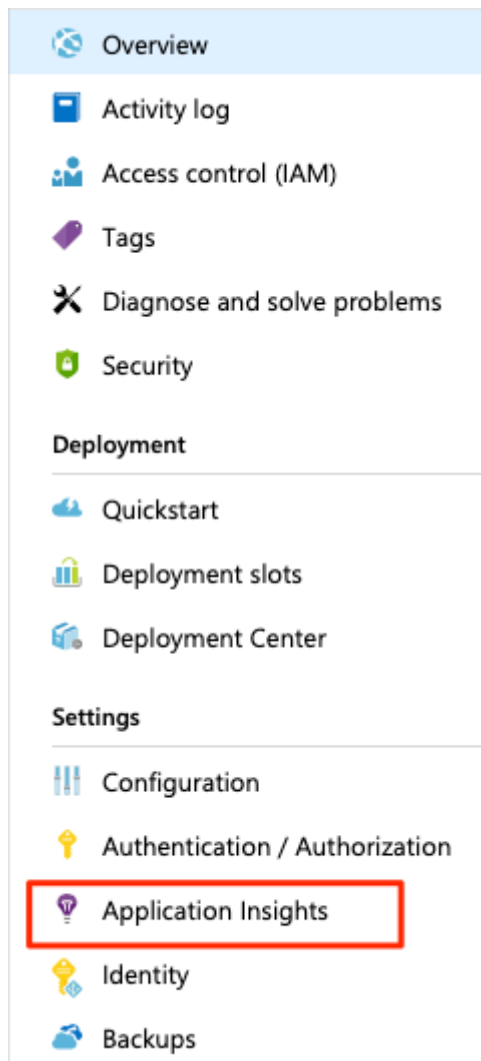 Overview
Activity log
Access control (IAM)
Tags
Diagnose and solve problems
Security
Deployment
Quickstart
Deployment slots
Deployment Center
Settings
Configuration
Authentication / Authorization
Application Insights
Identity
Backups